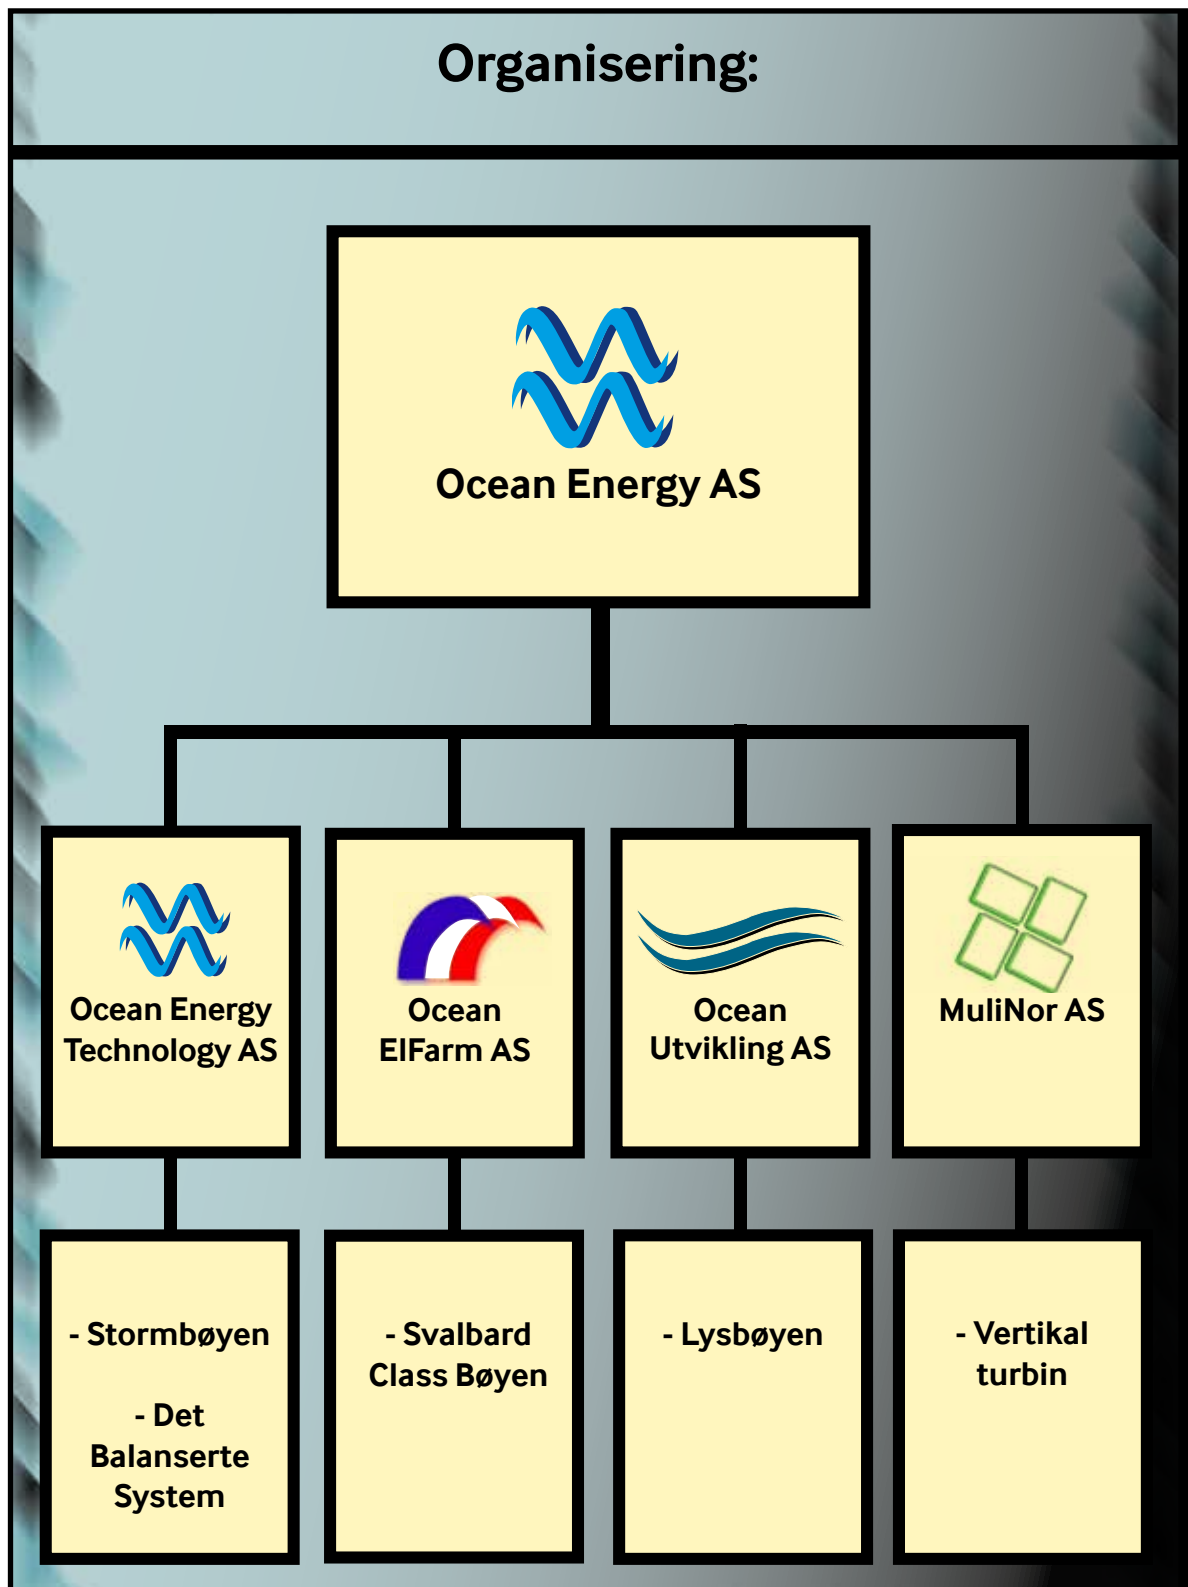 Organisering:
Ocean Energy AS
Ocean Energy
Technology AS
Ocean
ElFarm AS
Ocean
Utvikling AS
MuliNor AS
- Stormbøyen
- Det
Balanserte
System
- Svalbard
Class Bøyen
- Lysbøyen
- Vertikal
turbin